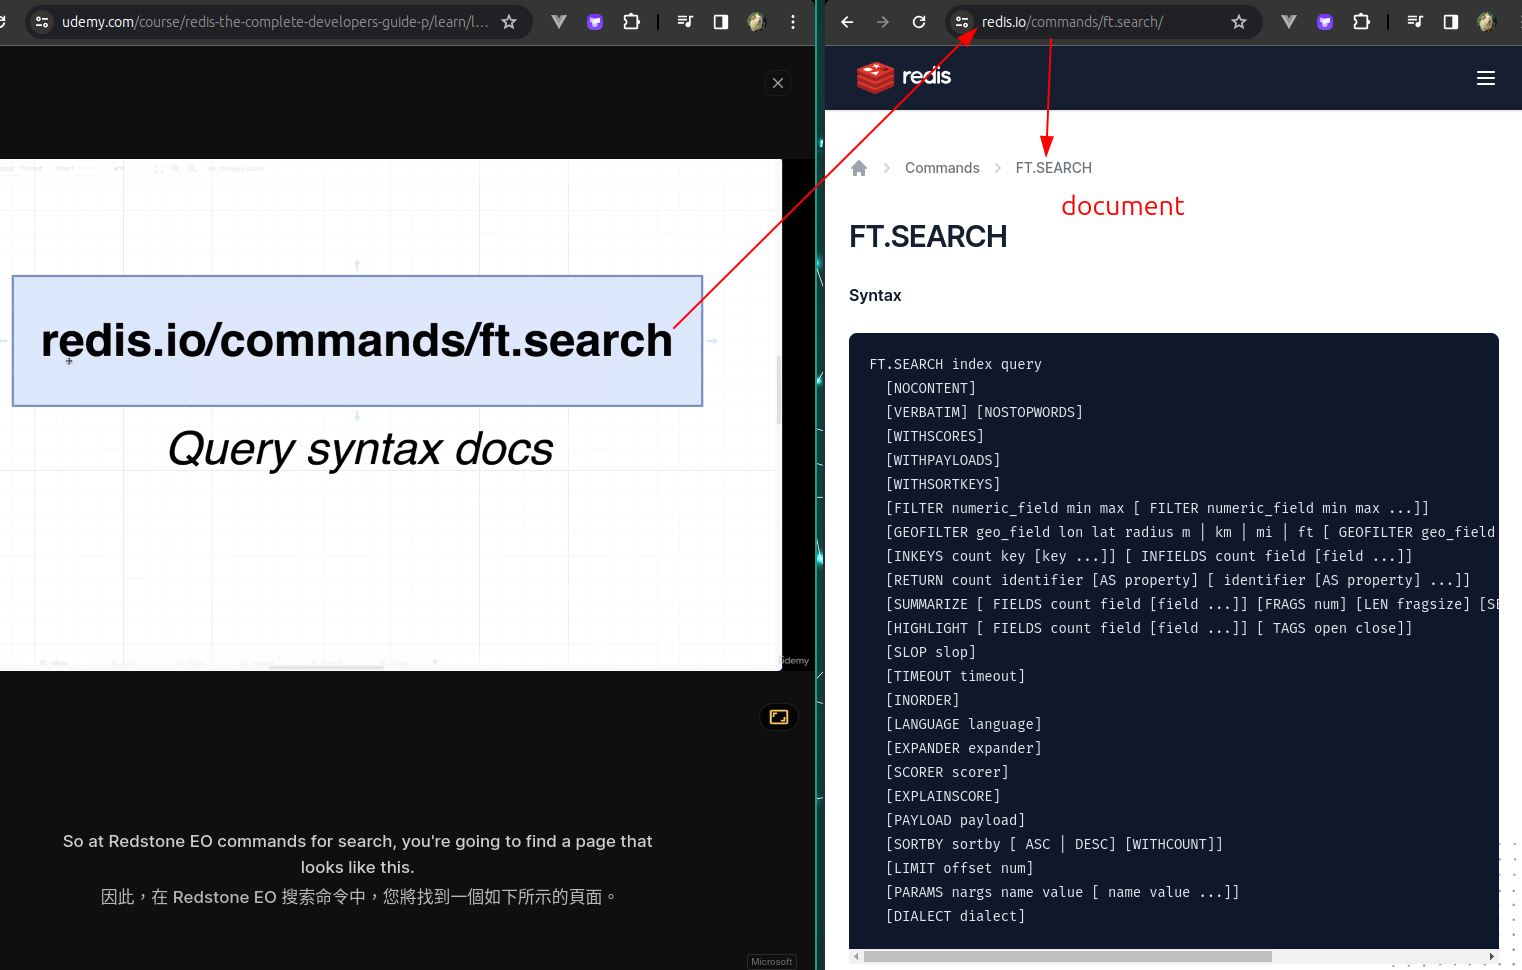 udemy.com/course/redis-the-complete-developers-guide-p/learn/l...
redis.io/commands/ft.search
Query syntax docs
udemy
So at Redstone EO commands for search, you're going to find a page that
looks like this.
因此，在 Redstone EO 搜索命令中，您將找到一個如下所示的頁面。
Microsoft
redis.io/commands/ft.search/
redis
Commands
FT.SEARCH
document
FT.SEARCH
Syntax
FT.SEARCH index query
[NOCONTENT]
[VERBATIM] [NOSTOPWORDS]
[WITHSCORES]
[WITHPAYLOADS]
[WITHSORTKEYS]
[FILTER numeric_field min max [ FILTER numeric_field min max ...]]
[GEOFILTER geo_field lon lat radius m | km | mi | ft [ GEOFILTER geo_field
[INKEYS count key [key ...]] [ INFIELDS count field [field ...]]
[RETURN count identifier [AS property] [ identifier [AS property] ...]]
[SUMMARIZE [ FIELDS count field [field ...]] [FRAGS num] [LEN fragsize] [SE
[HIGHLIGHT [ FIELDS count field [field ...]] [ TAGS open close]]
[SLOP slop]
[TIMEOUT timeout]
[INORDER]
[LANGUAGE language]
[EXPANDER expander]
[SCORER scorer]
[EXPLAINSCORE]
[PAYLOAD payload]
[SORTBY sortby [ ASC | DESC] [WITHCOUNT]]
[LIMIT offset num]
[PARAMS nargs name value [ name value ...]]
[DIALECT dialect]